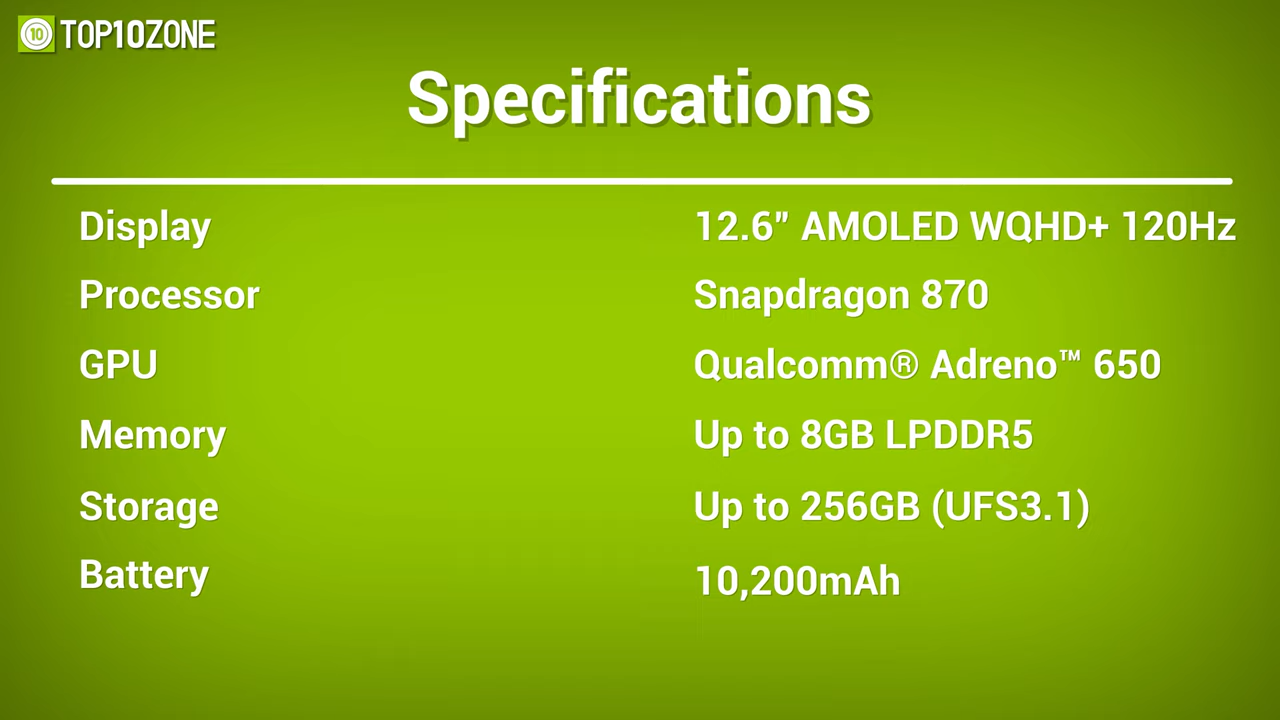 10 TOP10ZONE
Specifications
Display 12.6” AMOLED WQHD+ 120Hz
Processor Snapdragon 870
GPU Qualcomm® Adreno™ 650
Memory Up to 8GB LPDDR5
Storage Up to 256GB (UFS3.1)
Battery 10,200mAh